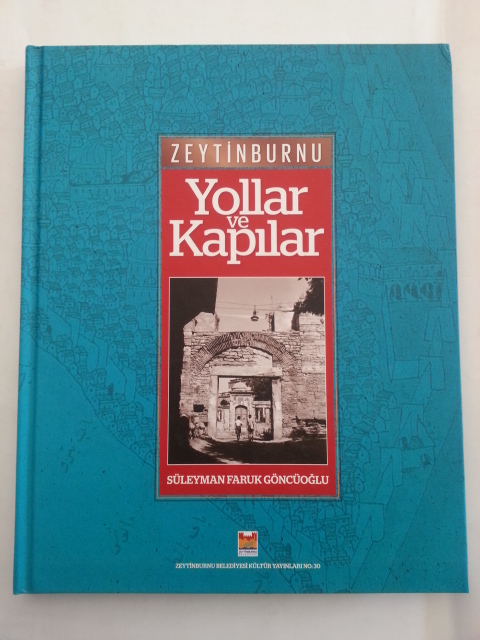 ZEYTİNBURNU
Yollar
ve
Kapılar
SÜLEYMAN FARUK GÖNCÜOĞLU
ZEYTİNBURNU BELEDİYESİ KÜLTÜR YAYINLARI NO: 30